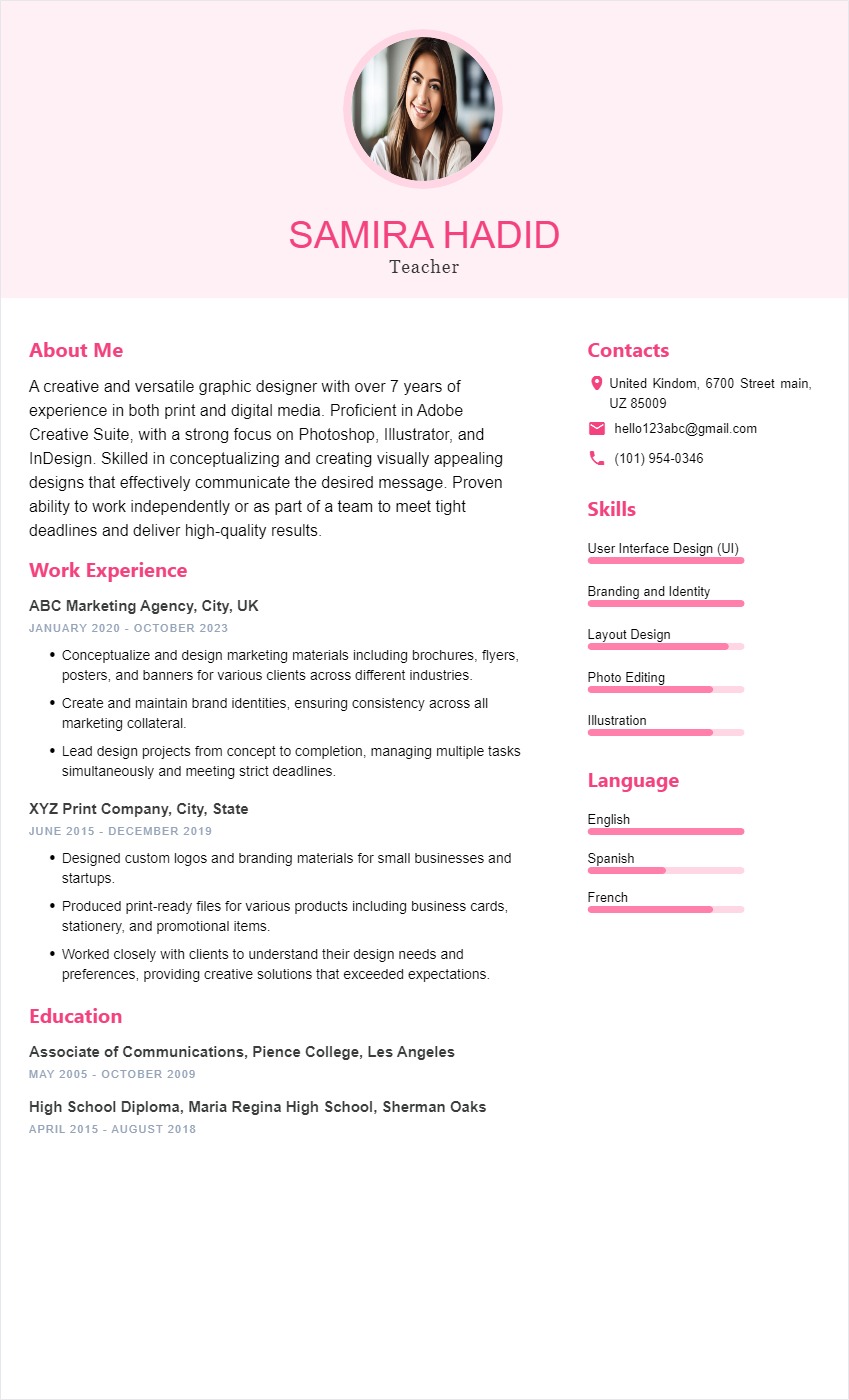 SAMIRA HADID
Teacher
About Me
A creative and versatile graphic designer with over 7 years of
experience in both print and digital media. Proficient in Adobe
Creative Suite, with a strong focus on Photoshop, Illustrator, and
InDesign. Skilled in conceptualizing and creating visually appealing
designs that effectively communicate the desired message. Proven
ability to work independently or as part of a team to meet tight
deadlines and deliver high-quality results.
Work Experience
ABC Marketing Agency, City, UK
JANUARY 2020 - OCTOBER 2023
• Conceptualize and design marketing materials including brochures, flyers,
posters, and banners for various clients across different industries.
• Create and maintain brand identities, ensuring consistency across all
marketing collateral.
• Lead design projects from concept to completion, managing multiple tasks
simultaneously and meeting strict deadlines.
XYZ Print Company, City, State
JUNE 2015 - DECEMBER 2019
• Designed custom logos and branding materials for small businesses and
startups.
• Produced print-ready files for various products including business cards,
stationery, and promotional items.
• Worked closely with clients to understand their design needs and
preferences, providing creative solutions that exceeded expectations.
Education
Associate of Communications, Pience College, Les Angeles
MAY 2005 - OCTOBER 2009
High School Diploma, Maria Regina High School, Sherman Oaks
APRIL 2015 - AUGUST 2018
Contacts
United Kindom, 6700 Street main,
UZ 85009
hello123abc@gmail.com
(101) 954-0346
Skills
User Interface Design (UI)
Branding and Identity
Layout Design
Photo Editing
Illustration
Language
English
Spanish
French